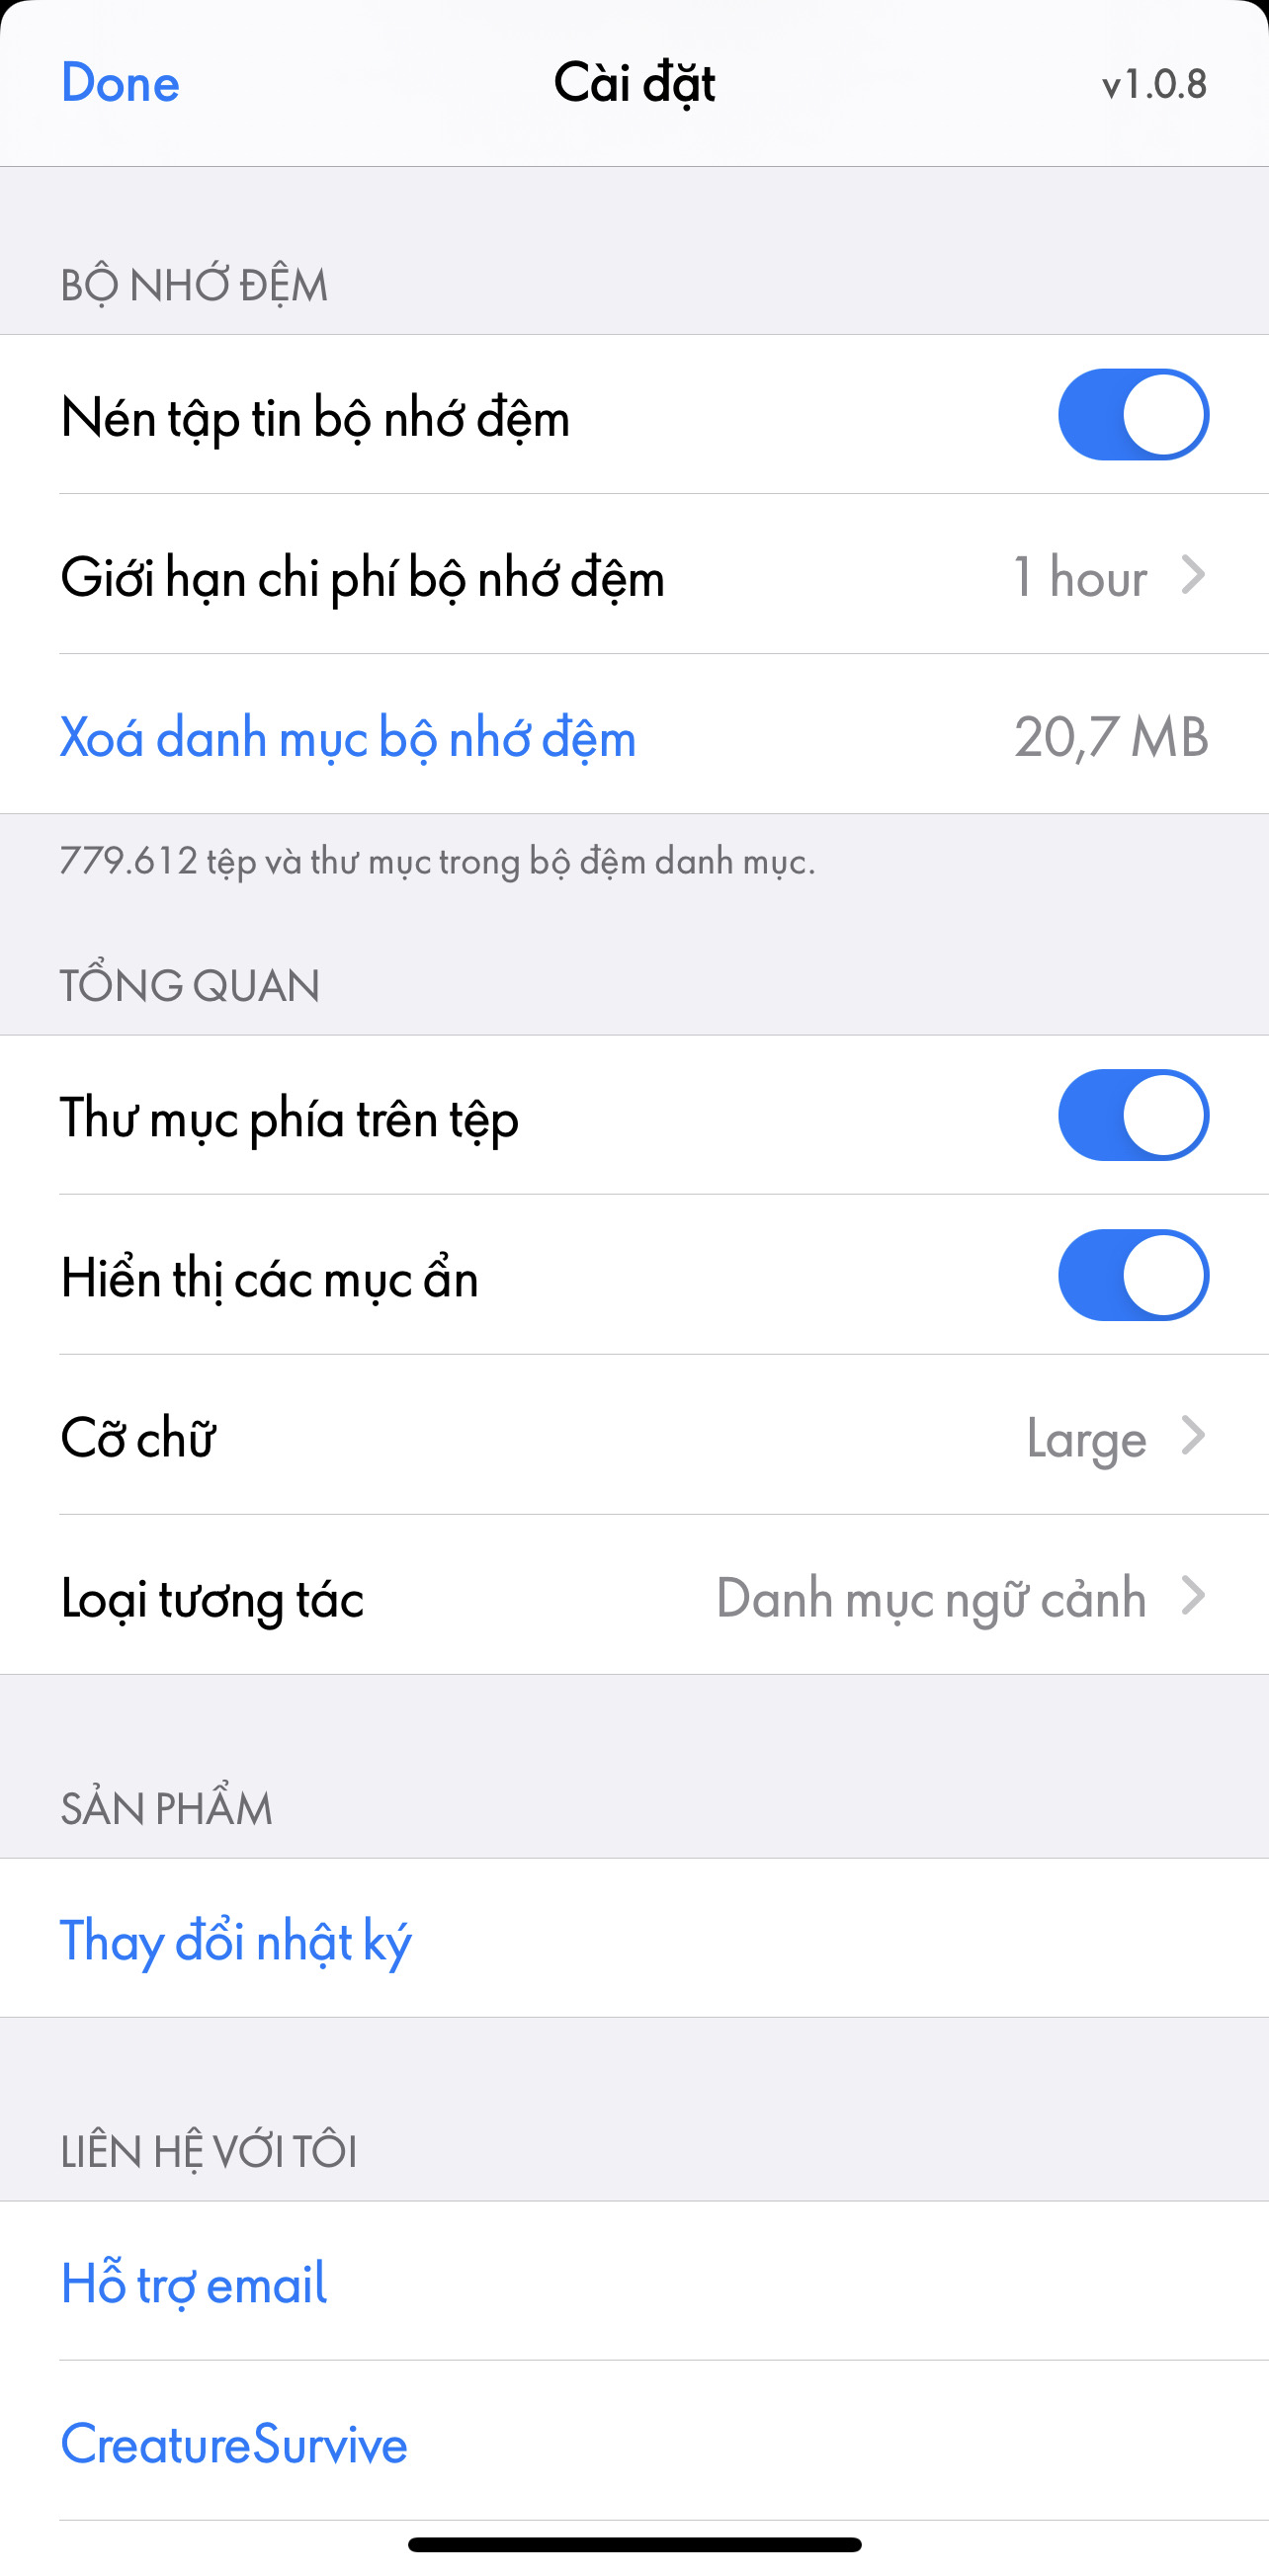 Done
Cài đặt
v1.0.8
BỘ NHỚ ĐỆM
Nén tập tin bộ nhớ đệm
Giới hạn chi phí bộ nhớ đệm 1 hour
Xoá danh mục bộ nhớ đệm 20,7 MB
779.612 tệp và thư mục trong bộ đệm danh mục.
TỔNG QUAN
Thư mục phía trên tệp
Hiển thị các mục ẩn
Cỡ chữ Large
Loại tương tác Danh mục ngữ cảnh
SẢN PHẨM
Thay đổi nhật ký
LIÊN HỆ VỚI TÔI
Hỗ trợ email
CreatureSurvive